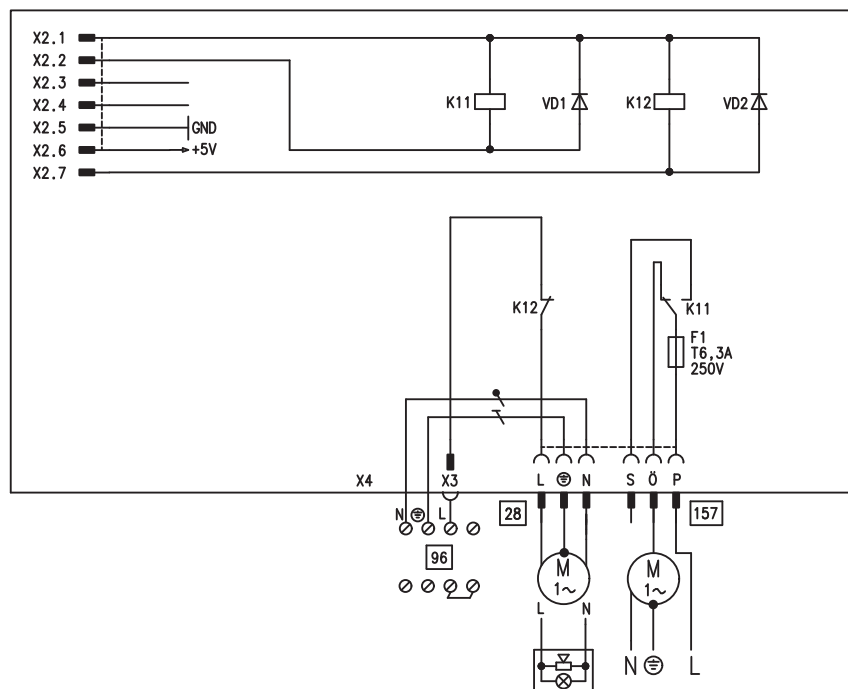 X2.1
X2.2
X2.3
X2.4
X2.5
X2.6
X2.7
GND
+5V
K11
VD1
K12
VD2
K12
K11
F1
T6,3A
250V
X4
X3
L
N
S
Ö
P
N
L
28
157
96
M
1~
M
1~
L
N
N
L